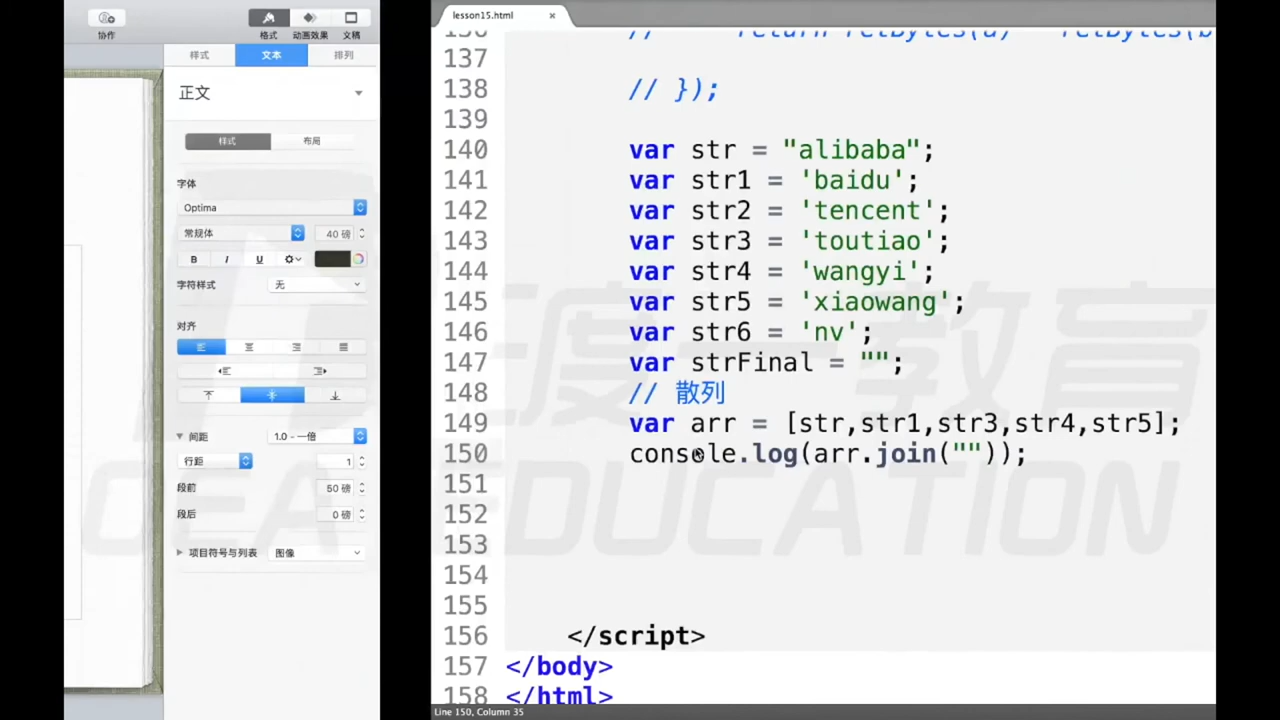 协作
格式
动画效果
文稿
样式
文本
排列
正文
样式
布局
字体
Optima
常规体
40 磅
B
I
U
字符样式
无
对齐
间距
1.0 - 一倍
行距
1
段前
50 磅
段后
0 磅
项目符号与列表
图像
lesson15.html
136
137
138 // });
139
140 var str = "alibaba";
141 var str1 = 'baidu';
142 var str2 = 'tencent';
143 var str3 = 'toutiao';
144 var str4 = 'wangyi';
145 var str5 = 'xiaowang';
146 var str6 = 'nv';
147 var strFinal = "";
148 // 散列
149 var arr = [str,str1,str3,str4,str5];
150 console.log(arr.join(""));
151
152
153
154
155
156 </script>
157 </body>
158 </html>
Line 150, Column 35
渡一教育
EDUCATION